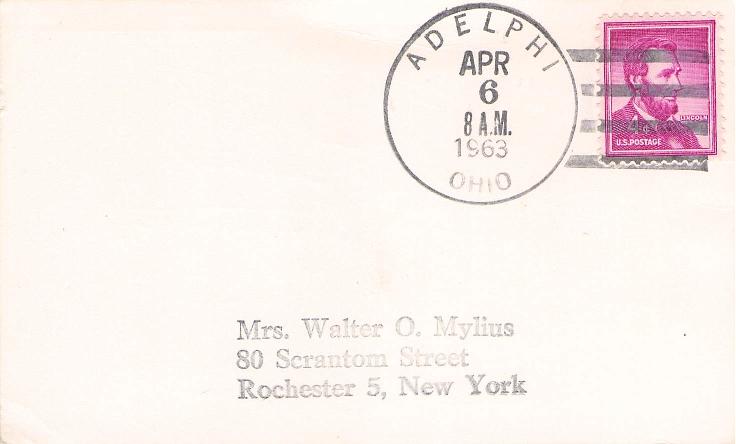 ADELPHI
APR
6
8 A.M.
1963
OHIO
LINCOLN
U.S. POSTAGE
Mrs. Walter O. Mylius
80 Scrantom Street
Rochester 5, New York